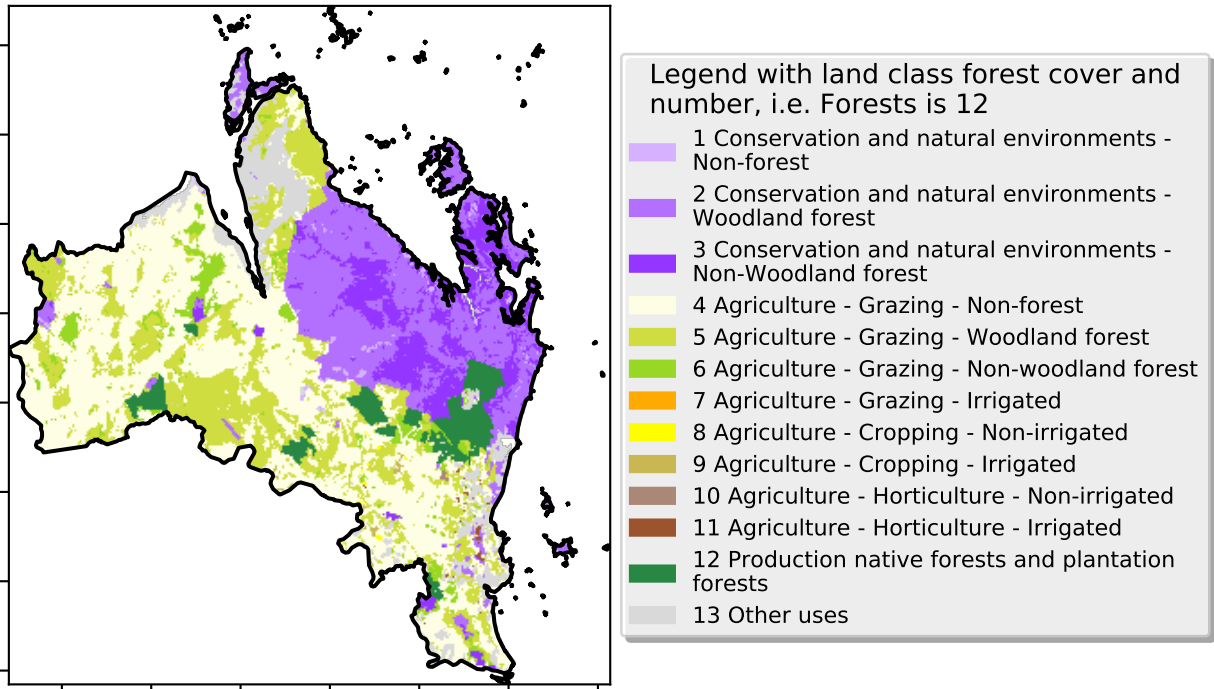 Legend with land class forest cover and
number, i.e. Forests is 12
1 Conservation and natural environments -
Non-forest
2 Conservation and natural environments -
Woodland forest
3 Conservation and natural environments -
Non-Woodland forest
4 Agriculture - Grazing - Non-forest
5 Agriculture - Grazing - Woodland forest
6 Agriculture - Grazing - Non-woodland forest
7 Agriculture - Grazing - Irrigated
8 Agriculture - Cropping - Non-irrigated
9 Agriculture - Cropping - Irrigated
10 Agriculture - Horticulture - Non-irrigated
11 Agriculture - Horticulture - Irrigated
12 Production native forests and plantation
forests
13 Other uses